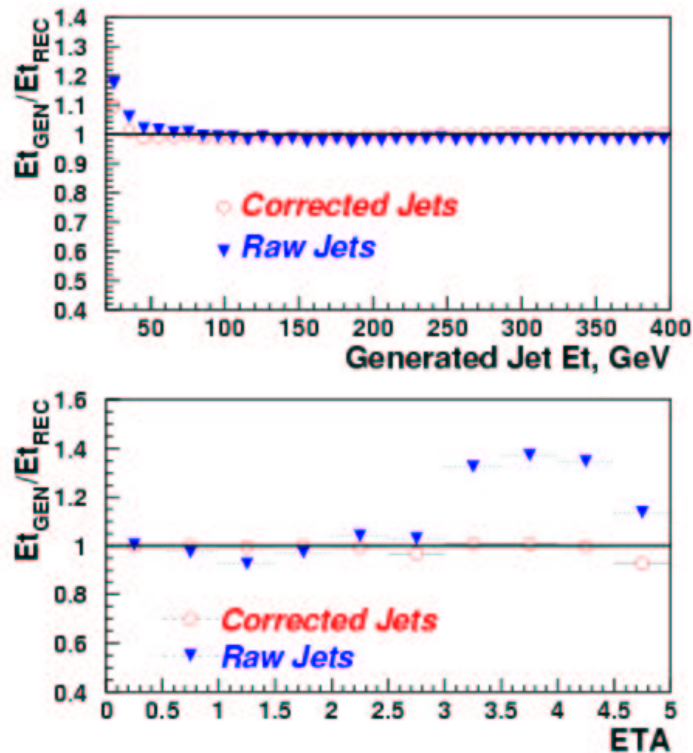 Et_GEN/Et_REC
1.4
1.3
1.2
1.1
1
0.9
0.8
0.7
0.6
0.5
0.4
Corrected Jets
Raw Jets
50 100 150 200 250 300 350 400
Generated Jet Et, GeV
Et_GEN/Et_REC
1.6
1.4
1.2
1
0.8
0.6
0.4
Corrected Jets
Raw Jets
0 0.5 1 1.5 2 2.5 3 3.5 4 4.5 5
ETA